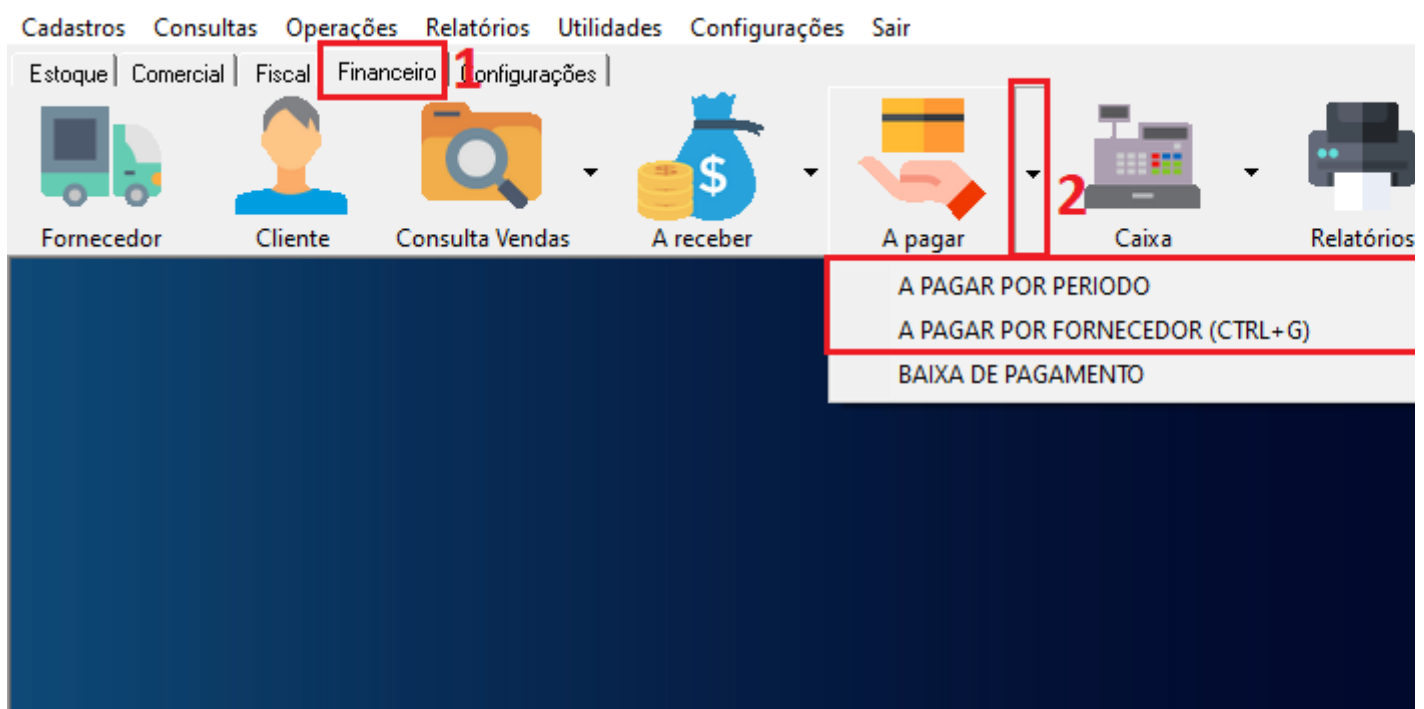 Cadastros Consultas Operações Relatórios Utilidades Configurações Sair
Estoque Comercial Fiscal Financeiro 1 Configurações
$ 2
Fornecedor Cliente Consulta Vendas A receber A pagar Caixa Relatórios
A PAGAR POR PERIODO
A PAGAR POR FORNECEDOR (CTRL+G)
BAIXA DE PAGAMENTO